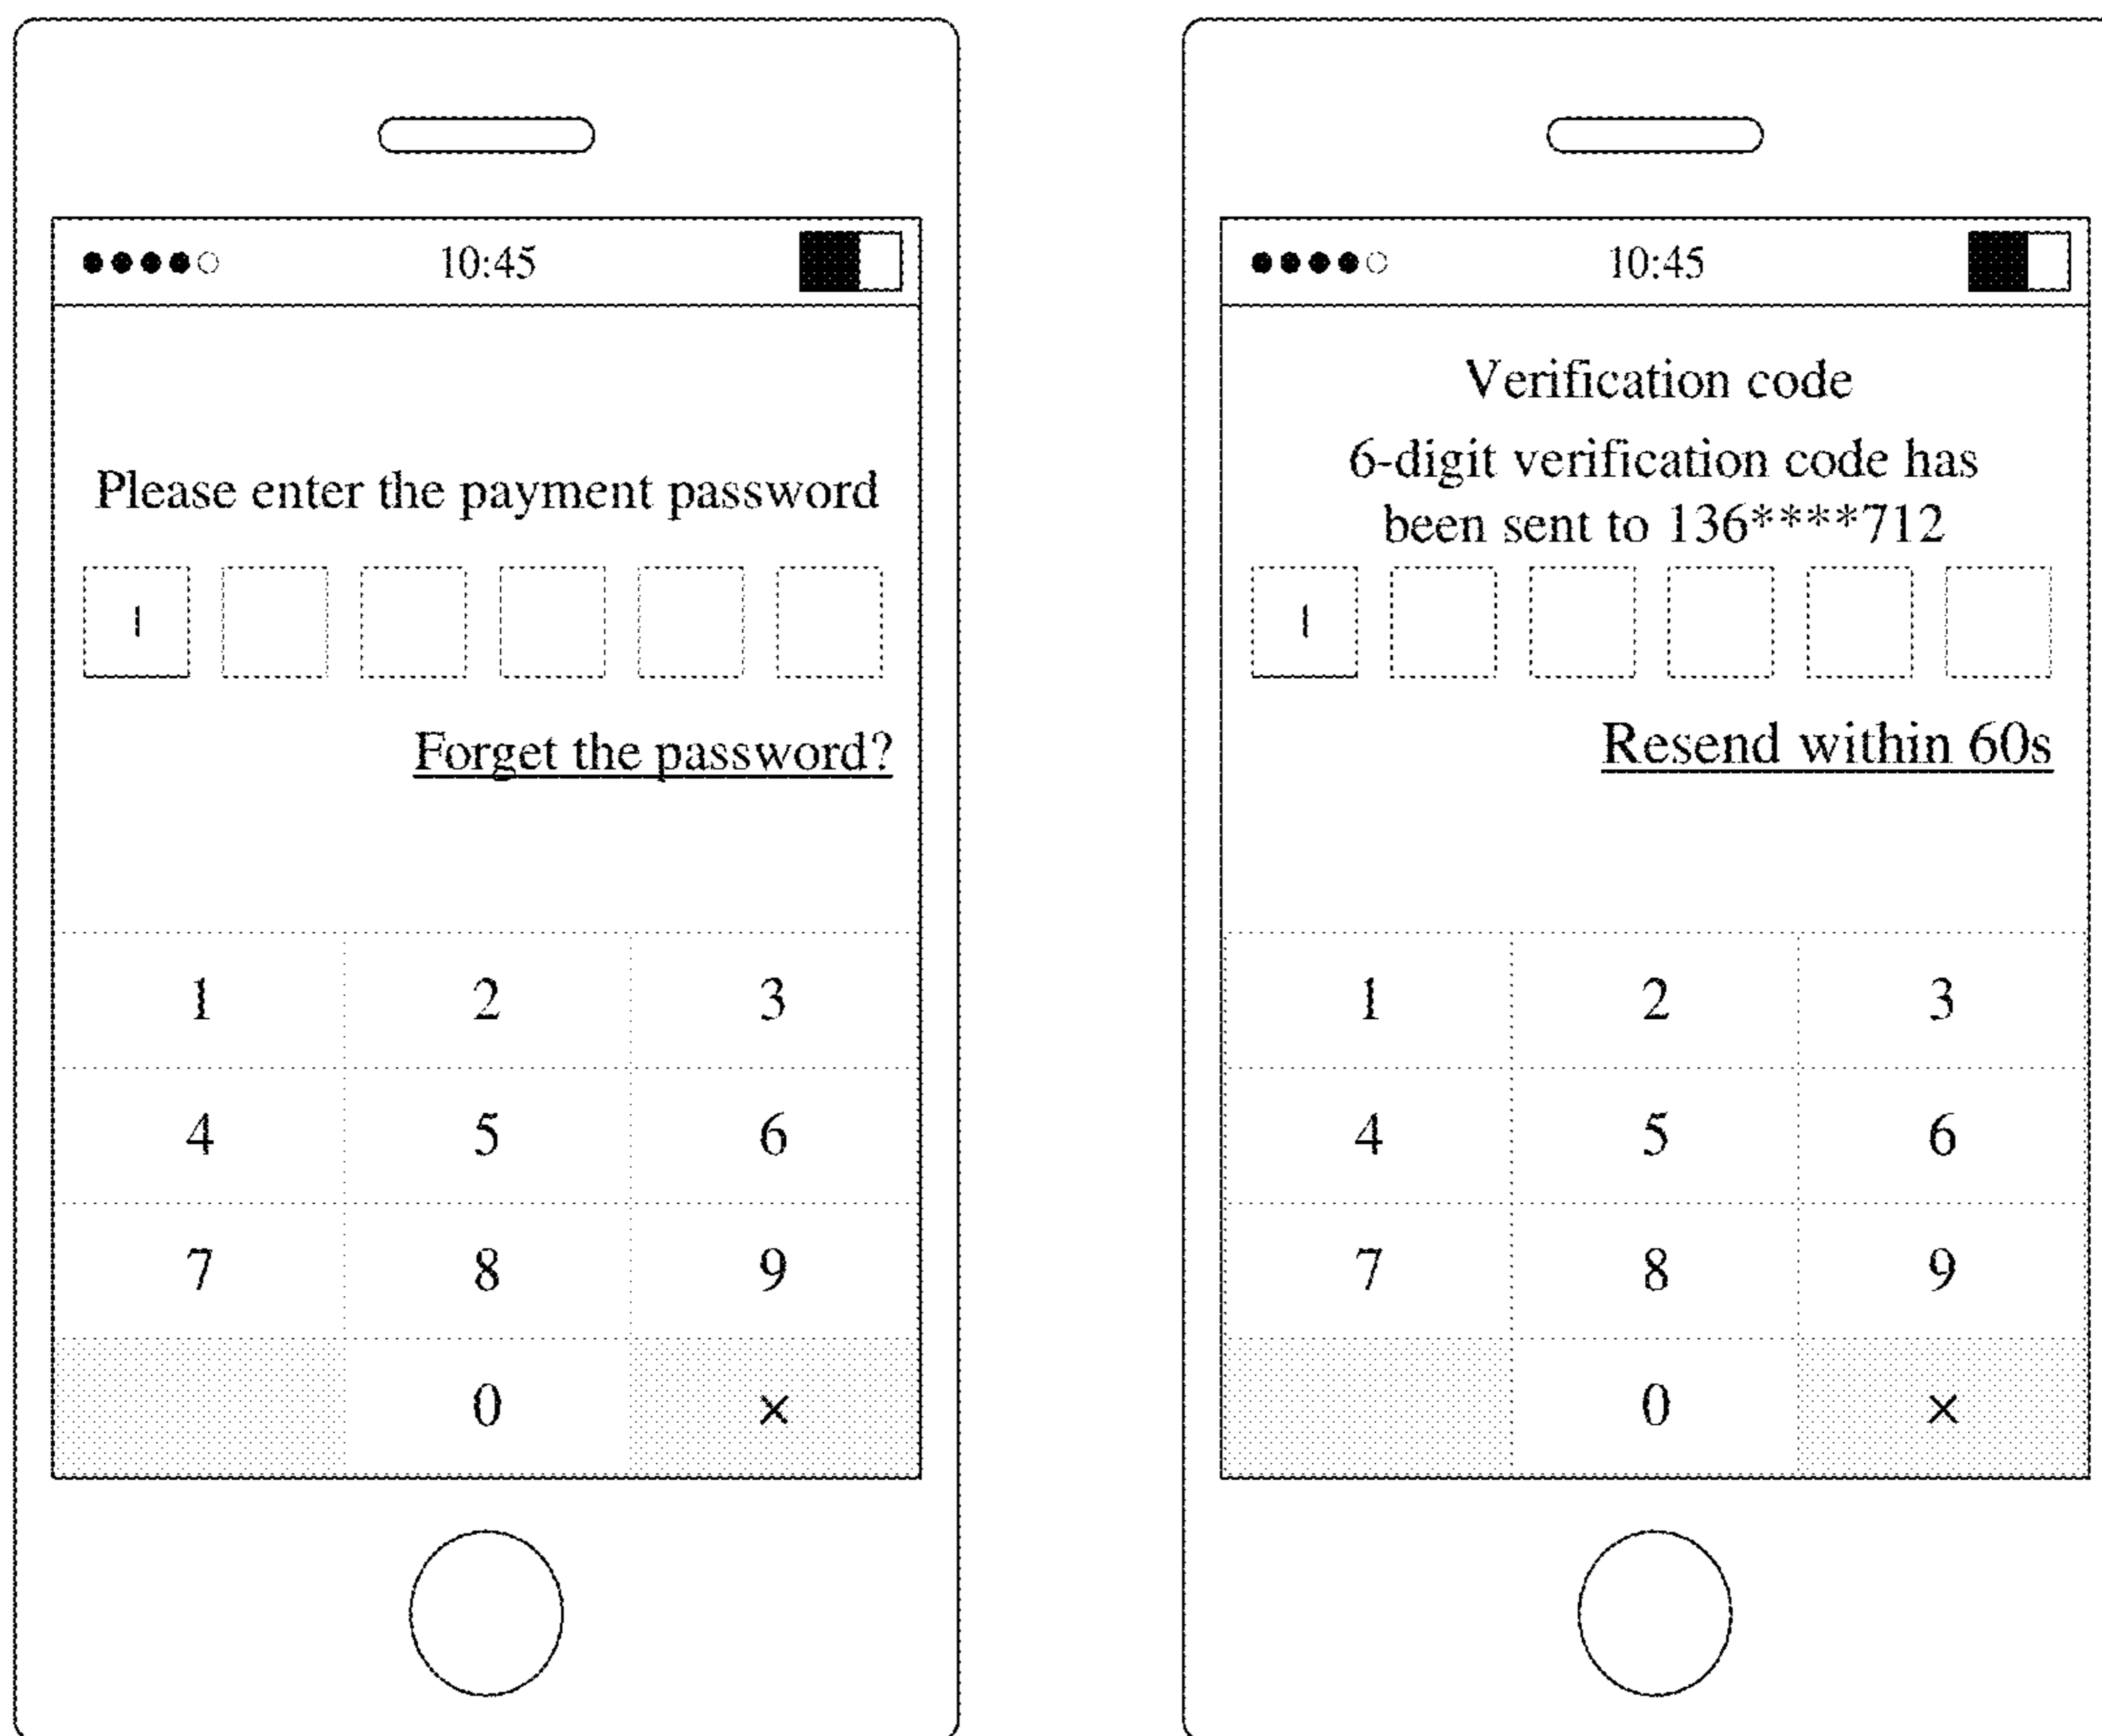 10:45
Please enter the payment password
Forget the password?
1 2 3
4 5 6
7 8 9
0 ×
10:45
Verification code
6-digit verification code has
been sent to 136****712
Resend within 60s
1 2 3
4 5 6
7 8 9
0 ×